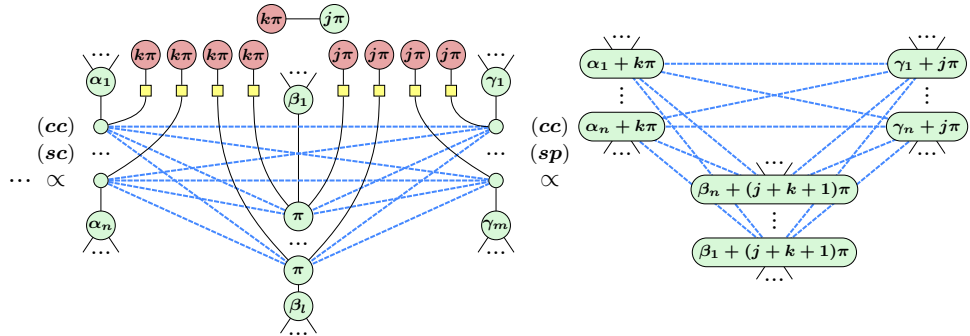 kπ jπ
kπ kπ kπ kπ jπ jπ jπ jπ
... ... ...
α₁ β₁ γ₁
(cc)
(sc) ... ...
... ∝
π
αₙ ... γₘ
... π ...
βₗ
...
... ...
α₁ + kπ γ₁ + jπ
⋮ ⋮
(cc) αₙ + kπ γₙ + jπ
(sp) ... ...
∝ βₙ + (j + k + 1)π
⋮
β₁ + (j + k + 1)π
...